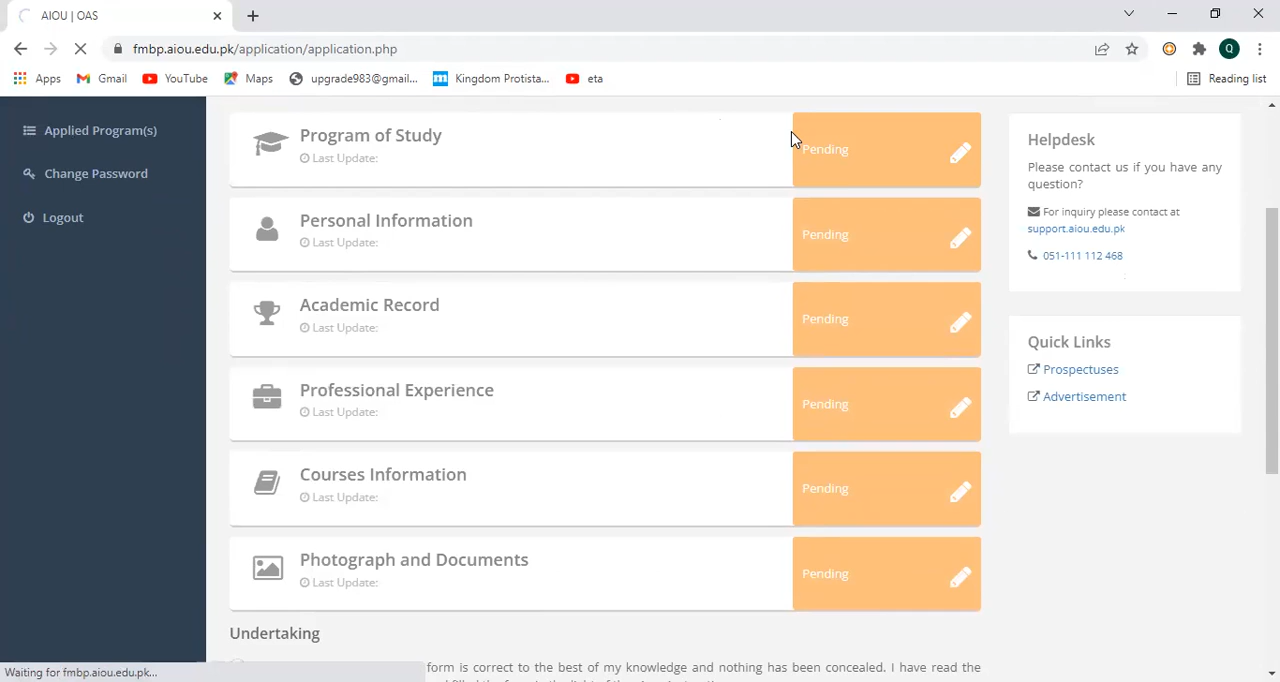 AIOU | OAS
fmbp.aiou.edu.pk/application/application.php
Q
Apps
Gmail
YouTube
Maps
upgrade983@gmail...
Kingdom Protista...
eta
Reading list
Applied Program(s)
Change Password
Logout
Program of Study
Last Update:
Pending
Personal Information
Last Update:
Pending
Academic Record
Last Update:
Pending
Professional Experience
Last Update:
Pending
Courses Information
Last Update:
Pending
Photograph and Documents
Last Update:
Pending
Undertaking
form is correct to the best of my knowledge and nothing has been concealed. I have read the
Helpdesk
Please contact us if you have any
question?
For inquiry please contact at
support.aiou.edu.pk
051-111 112 468
Quick Links
Prospectuses
Advertisement
Waiting for fmbp.aiou.edu.pk...